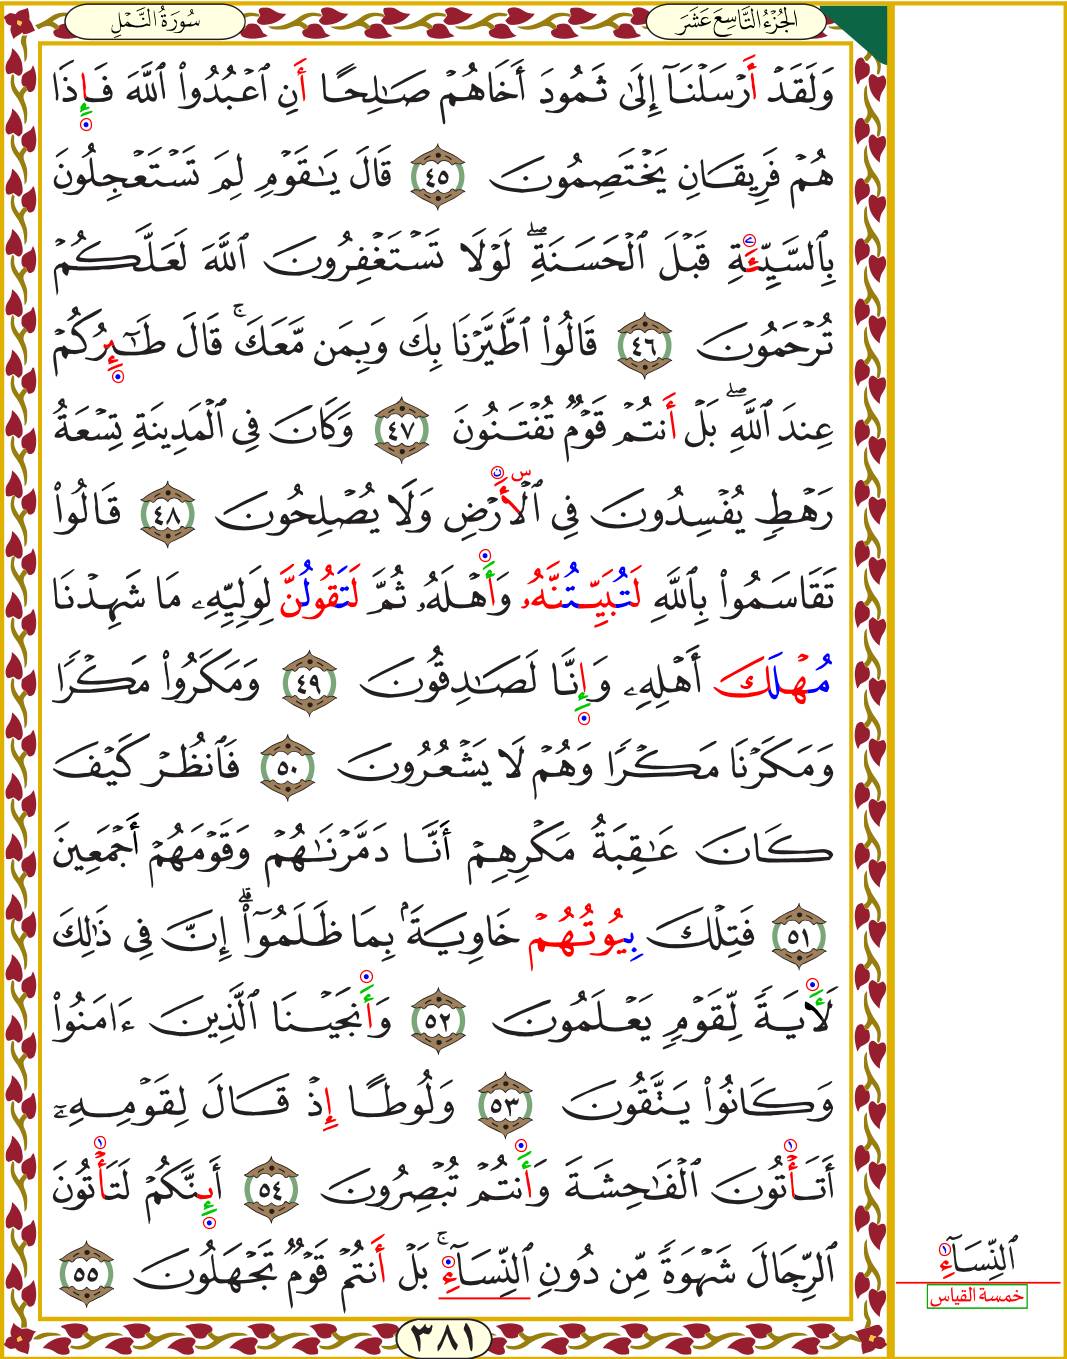 الجُزْءُ التَّاسِعَ عَشَرَ
سُورَةُ النَّمْلِ
وَلَقَدْ أَرْسَلْنَآ إِلَىٰ ثَمُودَ أَخَاهُمْ صَٰلِحًا أَنِ ٱعْبُدُوا۟ ٱللَّهَ فَإِذَا
هُمْ فَرِيقَانِ يَخْتَصِمُونَ ٤٥ قَالَ يَٰقَوْمِ لِمَ تَسْتَعْجِلُونَ
بِٱلسَّيِّئَةِ قَبْلَ ٱلْحَسَنَةِ ۖ لَوْلَا تَسْتَغْفِرُونَ ٱللَّهَ لَعَلَّكُمْ
تُرْحَمُونَ ٤٦ قَالُوا۟ ٱطَّيَّرْنَا بِكَ وَبِمَن مَّعَكَ ۚ قَالَ طَٰٓئِرُكُمْ
عِندَ ٱللَّهِ ۖ بَلْ أَنتُمْ قَوْمٌ تُفْتَنُونَ ٤٧ وَكَانَ فِى ٱلْمَدِينَةِ تِسْعَةُ
رَهْطٍ يُفْسِدُونَ فِى ٱلْأَرْضِ وَلَا يُصْلِحُونَ ٤٨ قَالُوا۟
تَقَاسَمُوا۟ بِٱللَّهِ لَتُبَيِّتُنَّهُۥ وَأَهْلَهُۥ ثُمَّ لَتَقُولُنَّ لِوَلِيِّهِۦ مَا شَهِدْنَا
مُهْلَكَ أَهْلِهِۦ وَإِنَّا لَصَٰدِقُونَ ٤٩ وَمَكَرُوا۟ مَكْرًا
وَمَكَرْنَا مَكْرًا وَهُمْ لَا يَشْعُرُونَ ٥٠ فَٱنظُرْ كَيْفَ
كَانَ عَٰقِبَةُ مَكْرِهِمْ أَنَّا دَمَّرْنَٰهُمْ وَقَوْمَهُمْ أَجْمَعِينَ
٥١ فَتِلْكَ بِيُوتُهُمْ خَاوِيَةًۢ بِمَا ظَلَمُوٓا۟ ۗ إِنَّ فِى ذَٰلِكَ
لَأَيَةً لِّقَوْمٍ يَعْلَمُونَ ٥٢ وَأَنجَيْنَا ٱلَّذِينَ ءَامَنُوا۟
وَكَانُوا۟ يَتَّقُونَ ٥٣ وَلُوطًا إِذْ قَالَ لِقَوْمِهِۦٓ
أَتَأْتُونَ ٱلْفَٰحِشَةَ وَأَنتُمْ تُبْصِرُونَ ٥٤ أَئِنَّكُمْ لَتَأْتُونَ
ٱلرِّجَالَ شَهْوَةً مِّن دُونِ ٱلنِّسَآءِ ۚ بَلْ أَنتُمْ قَوْمٌ تَجْهَلُونَ ٥٥
ٱلنِّسَآءِ
خمسة القياس
٣٨١